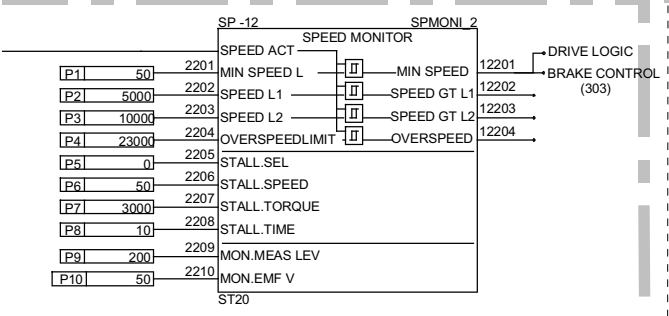 SP -12 SPMONI_2
SPEED MONITOR
SPEED ACT
DRIVE LOGIC
P1 50 2201 MIN SPEED L MIN SPEED 12201 BRAKE CONTROL
(303)
P2 5000 2202 SPEED L1 SPEED GT L1 12202
P3 10000 2203 SPEED L2 SPEED GT L2 12203
P4 23000 2204 OVERSPEEDLIMIT OVERSPEED 12204
P5 0 2205 STALL.SEL
P6 50 2206 STALL.SPEED
P7 3000 2207 STALL.TORQUE
P8 10 2208 STALL.TIME
P9 200 2209 MON.MEAS LEV
P10 50 2210 MON.EMF V
ST20